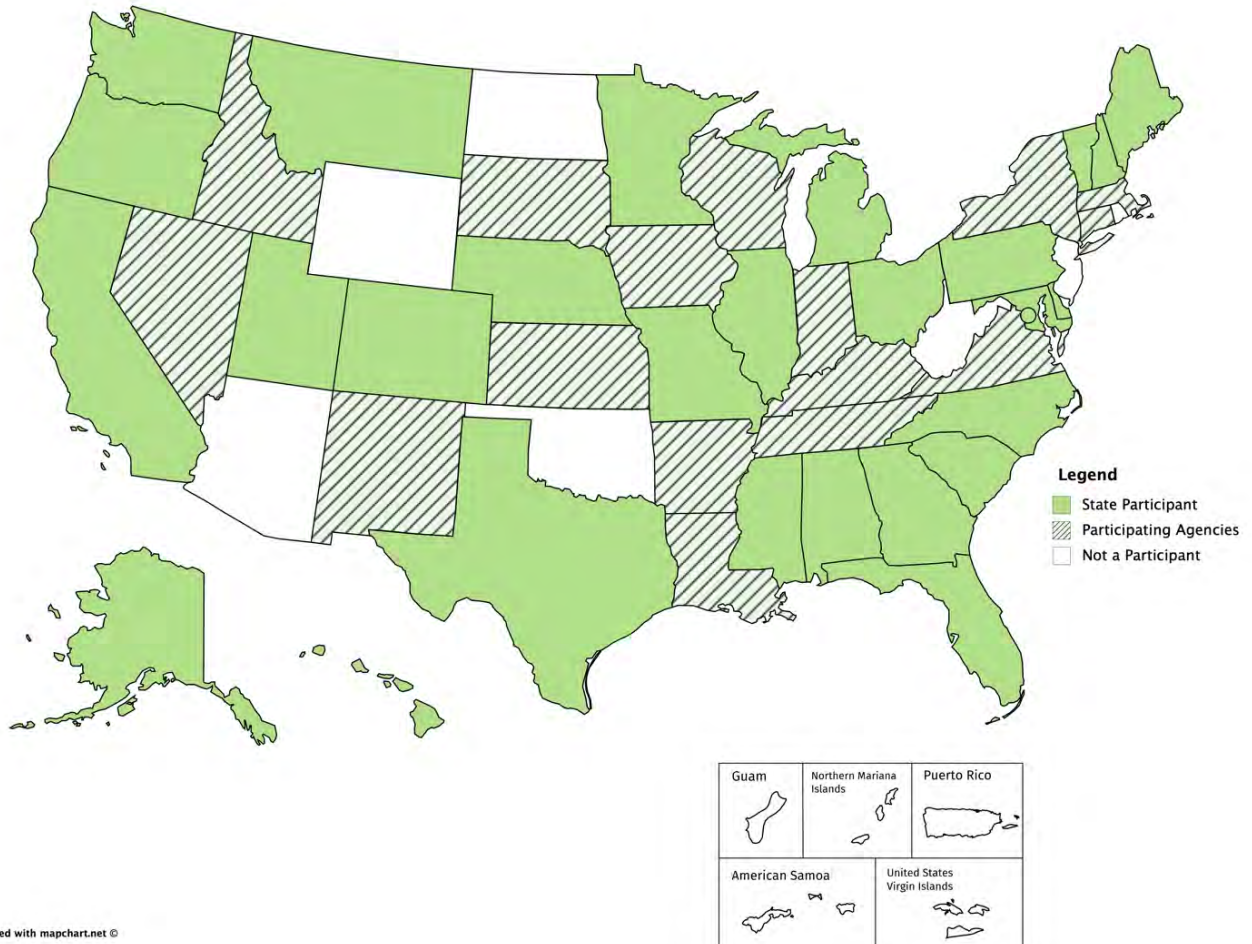 Legend
State Participant
Participating Agencies
Not a Participant
Guam
Northern Mariana
Islands
Puerto Rico
American Samoa
United States
Virgin Islands
ed with mapchart.net ©